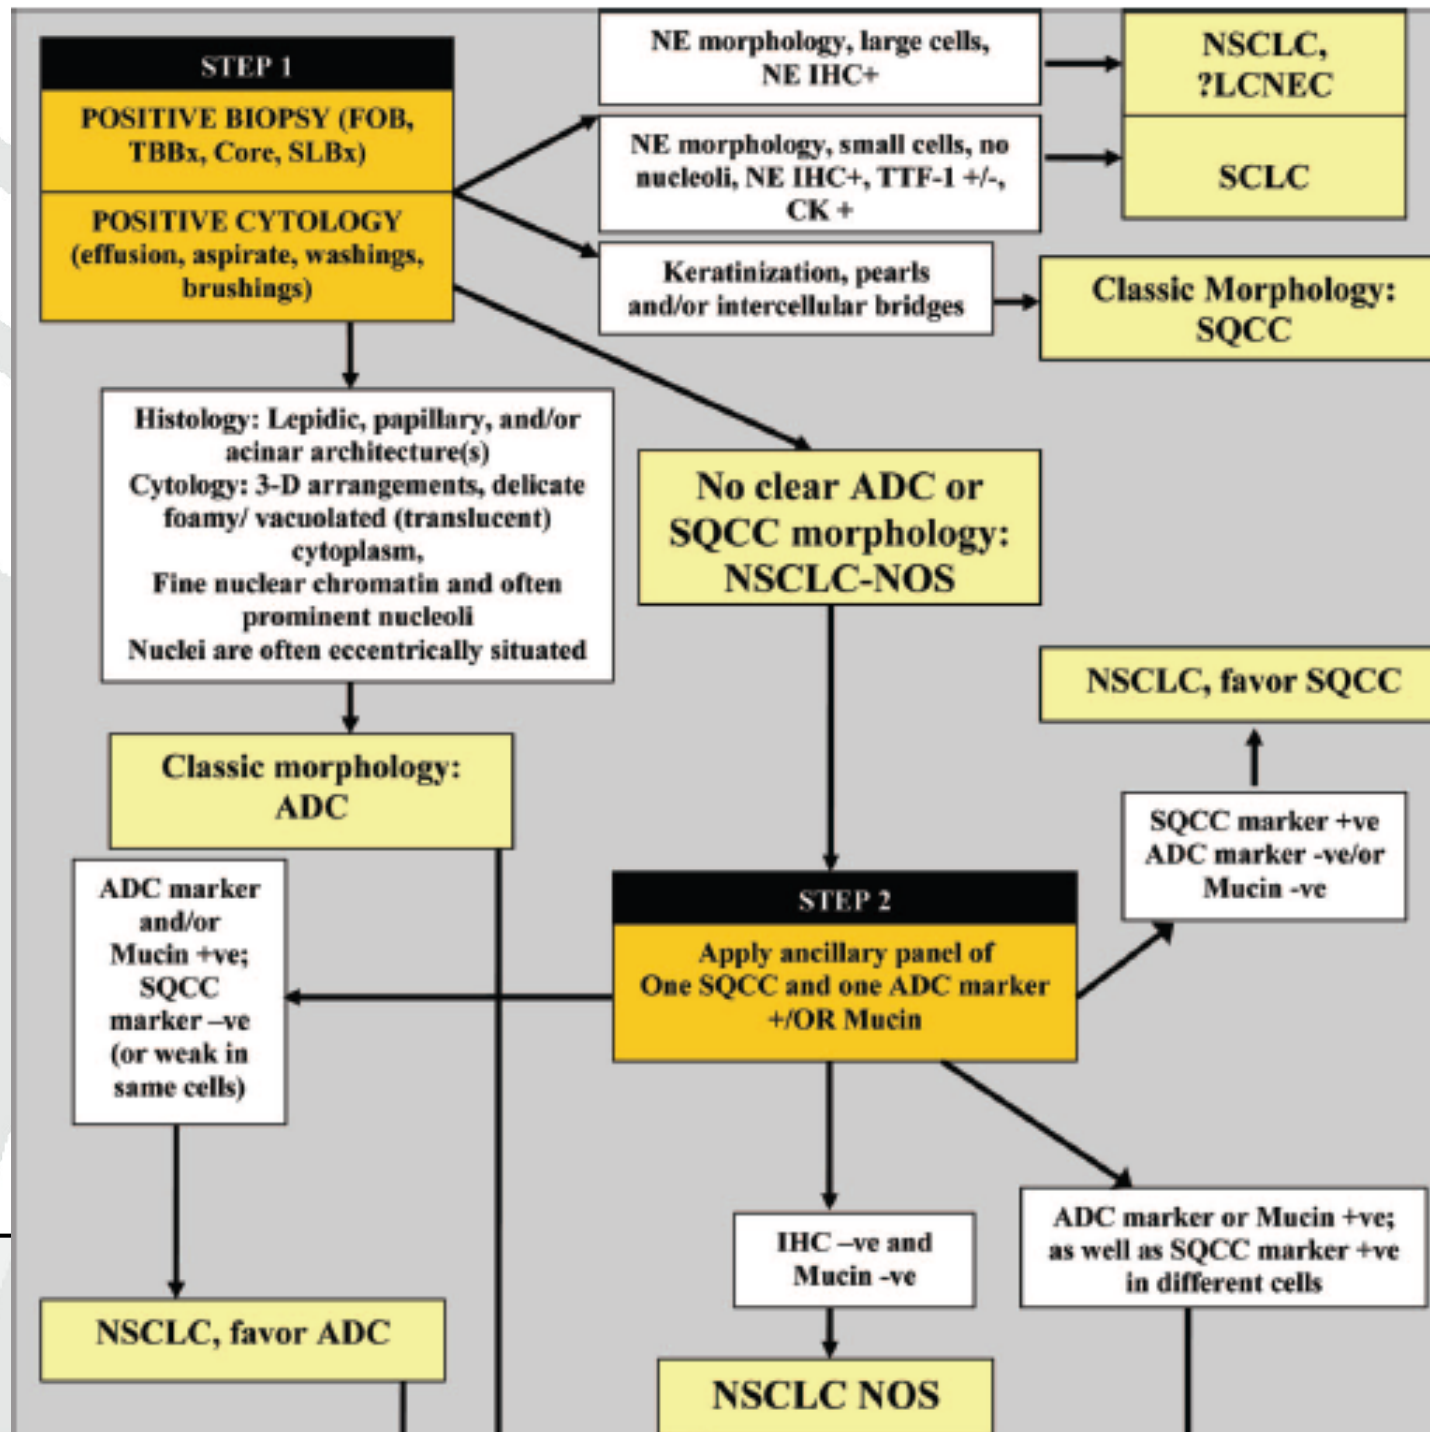 STEP 1
POSITIVE BIOPSY (FOB,
TBBx, Core, SLBx)
POSITIVE CYTOLOGY
(effusion, aspirate, washings,
brushings)
NE morphology, large cells,
NE IHC+
NSCLC,
?LCNEC
NE morphology, small cells, no
nucleoli, NE IHC+, TTF-1 +/-,
CK +
SCLC
Keratinization, pearls
and/or intercellular bridges
Classic Morphology:
SQCC
Histology: Lepidic, papillary, and/or
acinar architecture(s)
Cytology: 3-D arrangements, delicate
foamy/ vacuolated (translucent)
cytoplasm,
Fine nuclear chromatin and often
prominent nucleoli
Nuclei are often eccentrically situated
No clear ADC or
SQCC morphology:
NSCLC-NOS
Classic morphology:
ADC
NSCLC, favor SQCC
SQCC marker +ve
ADC marker -ve/or
Mucin -ve
STEP 2
Apply ancillary panel of
One SQCC and one ADC marker
+/OR Mucin
ADC marker
and/or
Mucin +ve;
SQCC
marker –ve
(or weak in
same cells)
IHC –ve and
Mucin -ve
ADC marker or Mucin +ve;
as well as SQCC marker +ve
in different cells
NSCLC, favor ADC
NSCLC NOS